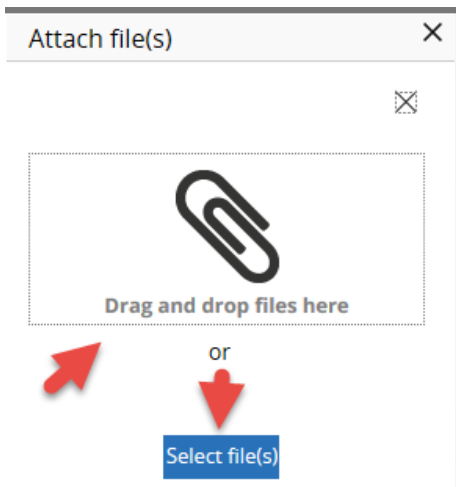 Attach file(s)
Drag and drop files here
or
Select file(s)